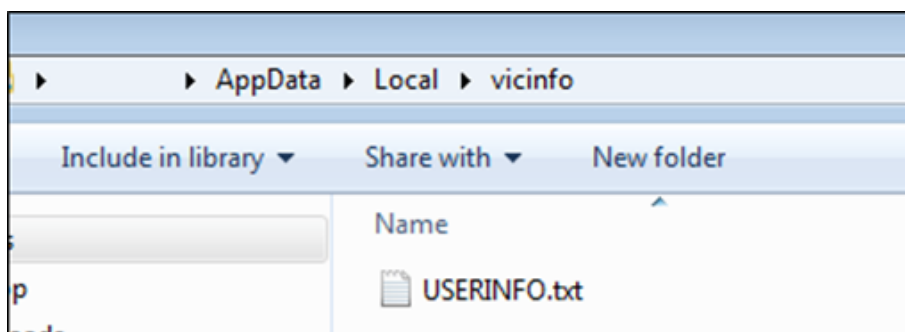 AppData Local vicinfo
Include in library Share with New folder
Name
USERINFO.txt